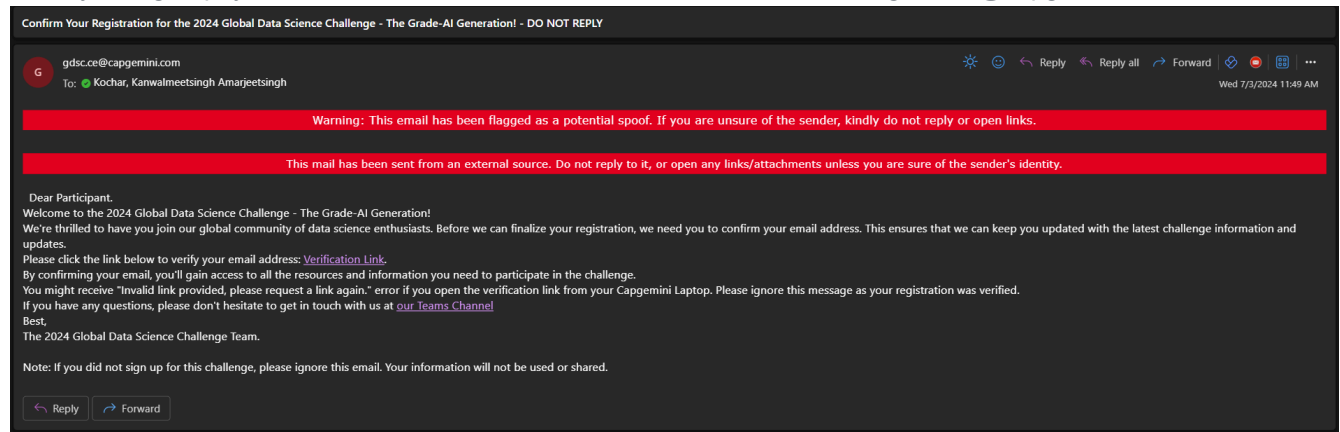 Confirm Your Registration for the 2024 Global Data Science Challenge - The Grade-AI Generation! - DO NOT REPLY
G
gdsc.ce@capgemini.com
To: Kochar, Kanwalmeetsingh Amarjeetsingh
Reply Reply all Forward
Wed 7/3/2024 11:49 AM
Warning: This email has been flagged as a potential spoof. If you are unsure of the sender, kindly do not reply or open links.
This mail has been sent from an external source. Do not reply to it, or open any links/attachments unless you are sure of the sender's identity.
Dear Participant.
Welcome to the 2024 Global Data Science Challenge - The Grade-AI Generation!
We're thrilled to have you join our global community of data science enthusiasts. Before we can finalize your registration, we need you to confirm your email address. This ensures that we can keep you updated with the latest challenge information and
updates.
Please click the link below to verify your email address: Verification Link.
By confirming your email, you'll gain access to all the resources and information you need to participate in the challenge.
You might receive "Invalid link provided, please request a link again." error if you open the verification link from your Capgemini Laptop. Please ignore this message as your registration was verified.
If you have any questions, please don't hesitate to get in touch with us at our Teams Channel
Best,
The 2024 Global Data Science Challenge Team.
Note: If you did not sign up for this challenge, please ignore this email. Your information will not be used or shared.
Reply Forward